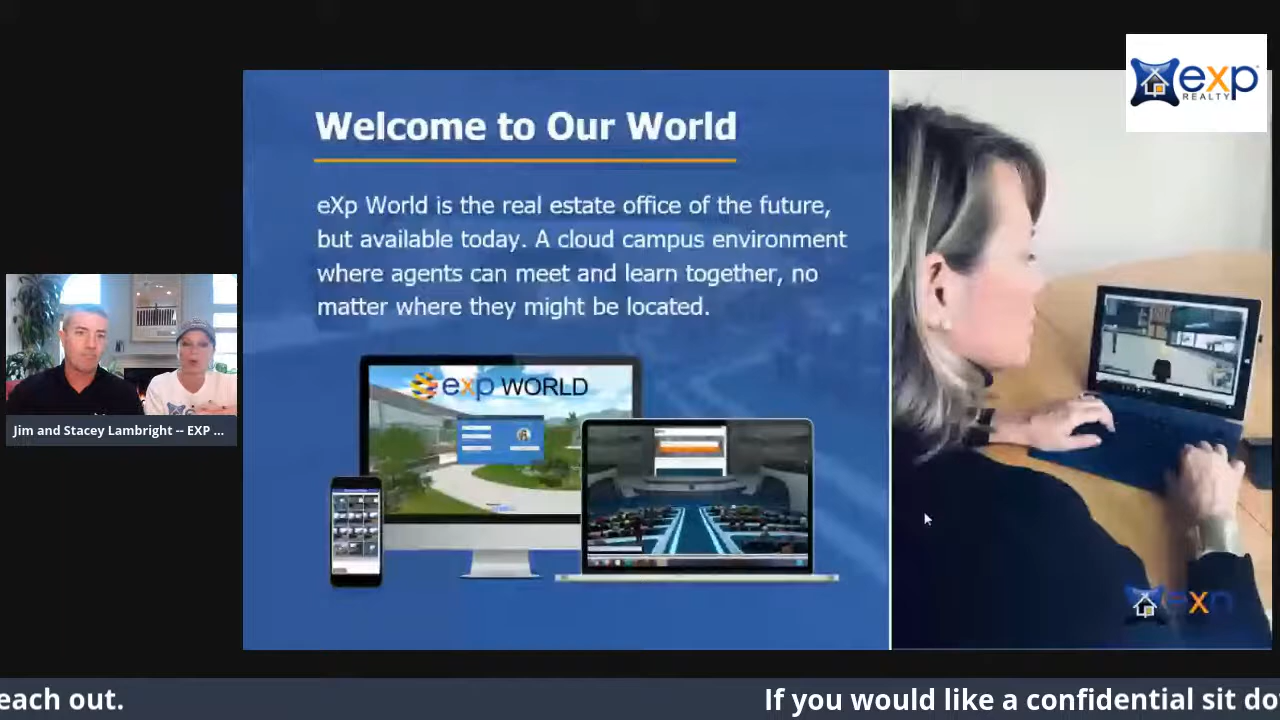 exp
REALTY
Welcome to Our World
eXp World is the real estate office of the future,
but available today. A cloud campus environment
where agents can meet and learn together, no
matter where they might be located.
exp WORLD
Jim and Stacey Lambright -- EXP ...
exp
each out.
If you would like a confidential sit do